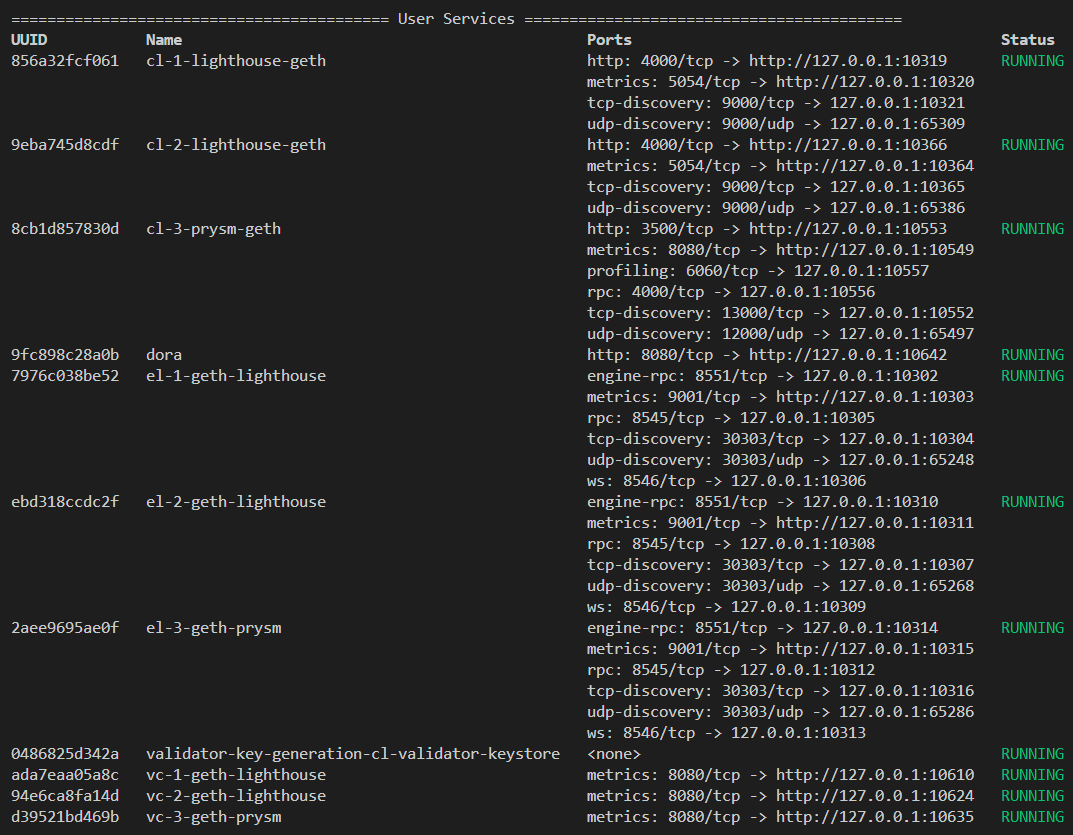 ========================================== User Services ==========================================
UUID Name Ports Status
856a32fcf061 cl-1-lighthouse-geth http: 4000/tcp -> http://127.0.0.1:10319 RUNNING
metrics: 5054/tcp -> http://127.0.0.1:10320
tcp-discovery: 9000/tcp -> 127.0.0.1:10321
udp-discovery: 9000/udp -> 127.0.0.1:65309
9eba745d8cdf cl-2-lighthouse-geth http: 4000/tcp -> http://127.0.0.1:10366 RUNNING
metrics: 5054/tcp -> http://127.0.0.1:10364
tcp-discovery: 9000/tcp -> 127.0.0.1:10365
udp-discovery: 9000/udp -> 127.0.0.1:65386
8cb1d857830d cl-3-prysm-geth http: 3500/tcp -> http://127.0.0.1:10553 RUNNING
metrics: 8080/tcp -> http://127.0.0.1:10549
profiling: 6060/tcp -> 127.0.0.1:10557
rpc: 4000/tcp -> 127.0.0.1:10556
tcp-discovery: 13000/tcp -> 127.0.0.1:10552
udp-discovery: 12000/udp -> 127.0.0.1:65497
9fc898c28a0b dora http: 8080/tcp -> http://127.0.0.1:10642 RUNNING
7976c038be52 el-1-geth-lighthouse engine-rpc: 8551/tcp -> 127.0.0.1:10302 RUNNING
metrics: 9001/tcp -> http://127.0.0.1:10303
rpc: 8545/tcp -> 127.0.0.1:10305
tcp-discovery: 30303/tcp -> 127.0.0.1:10304
udp-discovery: 30303/udp -> 127.0.0.1:65248
ws: 8546/tcp -> 127.0.0.1:10306
ebd318ccdc2f el-2-geth-lighthouse engine-rpc: 8551/tcp -> 127.0.0.1:10310 RUNNING
metrics: 9001/tcp -> http://127.0.0.1:10311
rpc: 8545/tcp -> 127.0.0.1:10308
tcp-discovery: 30303/tcp -> 127.0.0.1:10307
udp-discovery: 30303/udp -> 127.0.0.1:65268
ws: 8546/tcp -> 127.0.0.1:10309
2aee9695ae0f el-3-geth-prysm engine-rpc: 8551/tcp -> 127.0.0.1:10314 RUNNING
metrics: 9001/tcp -> http://127.0.0.1:10315
rpc: 8545/tcp -> 127.0.0.1:10312
tcp-discovery: 30303/tcp -> 127.0.0.1:10316
udp-discovery: 30303/udp -> 127.0.0.1:65286
ws: 8546/tcp -> 127.0.0.1:10313
0486825d342a validator-key-generation-cl-validator-keystore <none> RUNNING
ada7eaa05a8c vc-1-geth-lighthouse metrics: 8080/tcp -> http://127.0.0.1:10610 RUNNING
94e6ca8fa14d vc-2-geth-lighthouse metrics: 8080/tcp -> http://127.0.0.1:10624 RUNNING
d39521bd469b vc-3-geth-prysm metrics: 8080/tcp -> http://127.0.0.1:10635 RUNNING